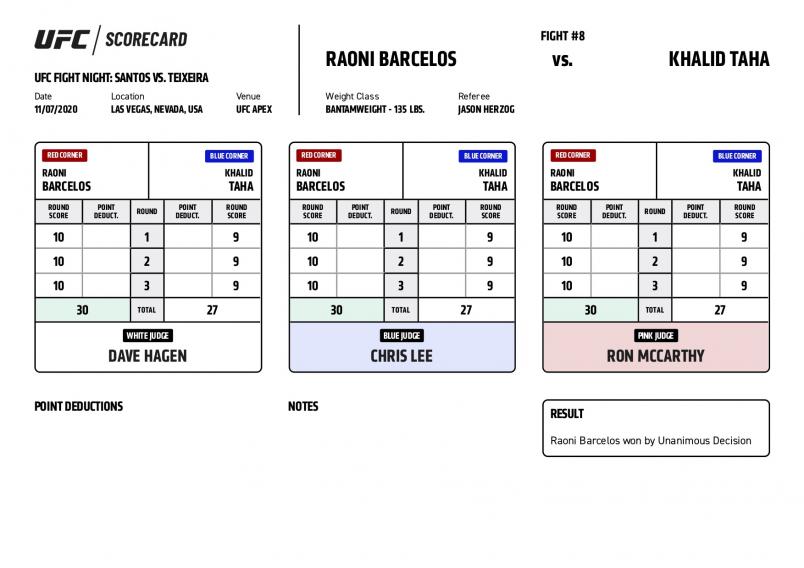 UFC / SCORECARD
UFC FIGHT NIGHT: SANTOS VS. TEIXEIRA
Date Location Venue
11/07/2020 LAS VEGAS, NEVADA, USA UFC APEX
FIGHT #8
RAONI BARCELOS VS. KHALID TAHA
Weight Class Referee
BANTAMWEIGHT - 135 LBS. JASON HERZOG
RED CORNER BLUE CORNER
RAONI KHALID
BARCELOS TAHA
ROUND SCORE POINT DEDUCT. ROUND POINT DEDUCT. ROUND SCORE
10 1 9
10 2 9
10 3 9
30 TOTAL 27
WHITE JUDGE
DAVE HAGEN
RED CORNER BLUE CORNER
RAONI KHALID
BARCELOS TAHA
ROUND SCORE POINT DEDUCT. ROUND POINT DEDUCT. ROUND SCORE
10 1 9
10 2 9
10 3 9
30 TOTAL 27
BLUE JUDGE
CHRIS LEE
RED CORNER BLUE CORNER
RAONI KHALID
BARCELOS TAHA
ROUND SCORE POINT DEDUCT. ROUND POINT DEDUCT. ROUND SCORE
10 1 9
10 2 9
10 3 9
30 TOTAL 27
PINK JUDGE
RON MCCARTHY
POINT DEDUCTIONS
NOTES
RESULT
Raoni Barcelos won by Unanimous Decision